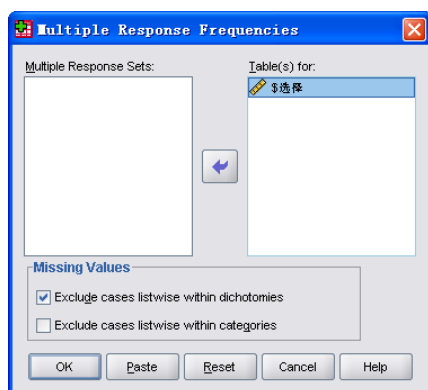 Multiple Response Frequencies
Multiple Response Sets:
Table(s) for:
$选择
Missing Values
Exclude cases listwise within dichotomies
Exclude cases listwise within categories
OK
Paste
Reset
Cancel
Help